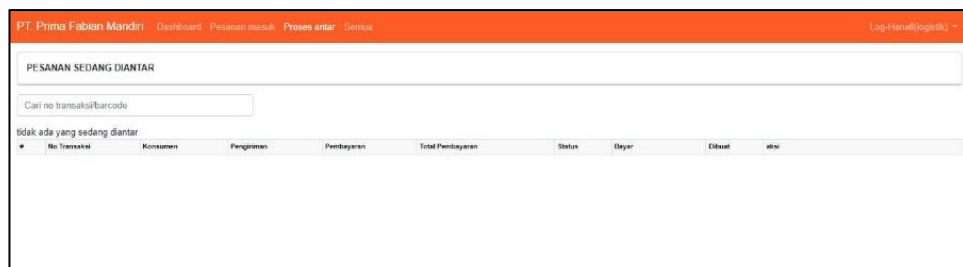 PT. Prima Fabian Mandiri Dashboard Pesanan masuk Proses antar Semua Log-Hanafi(logistik)
PESANAN SEDANG DIANTAR
Cari no transaksi/barcode
tidak ada yang sedang diantar
# No Transaksi Konsumen Pengiriman Pembayaran Total Pembayaran Status Bayar Dibuat aksi